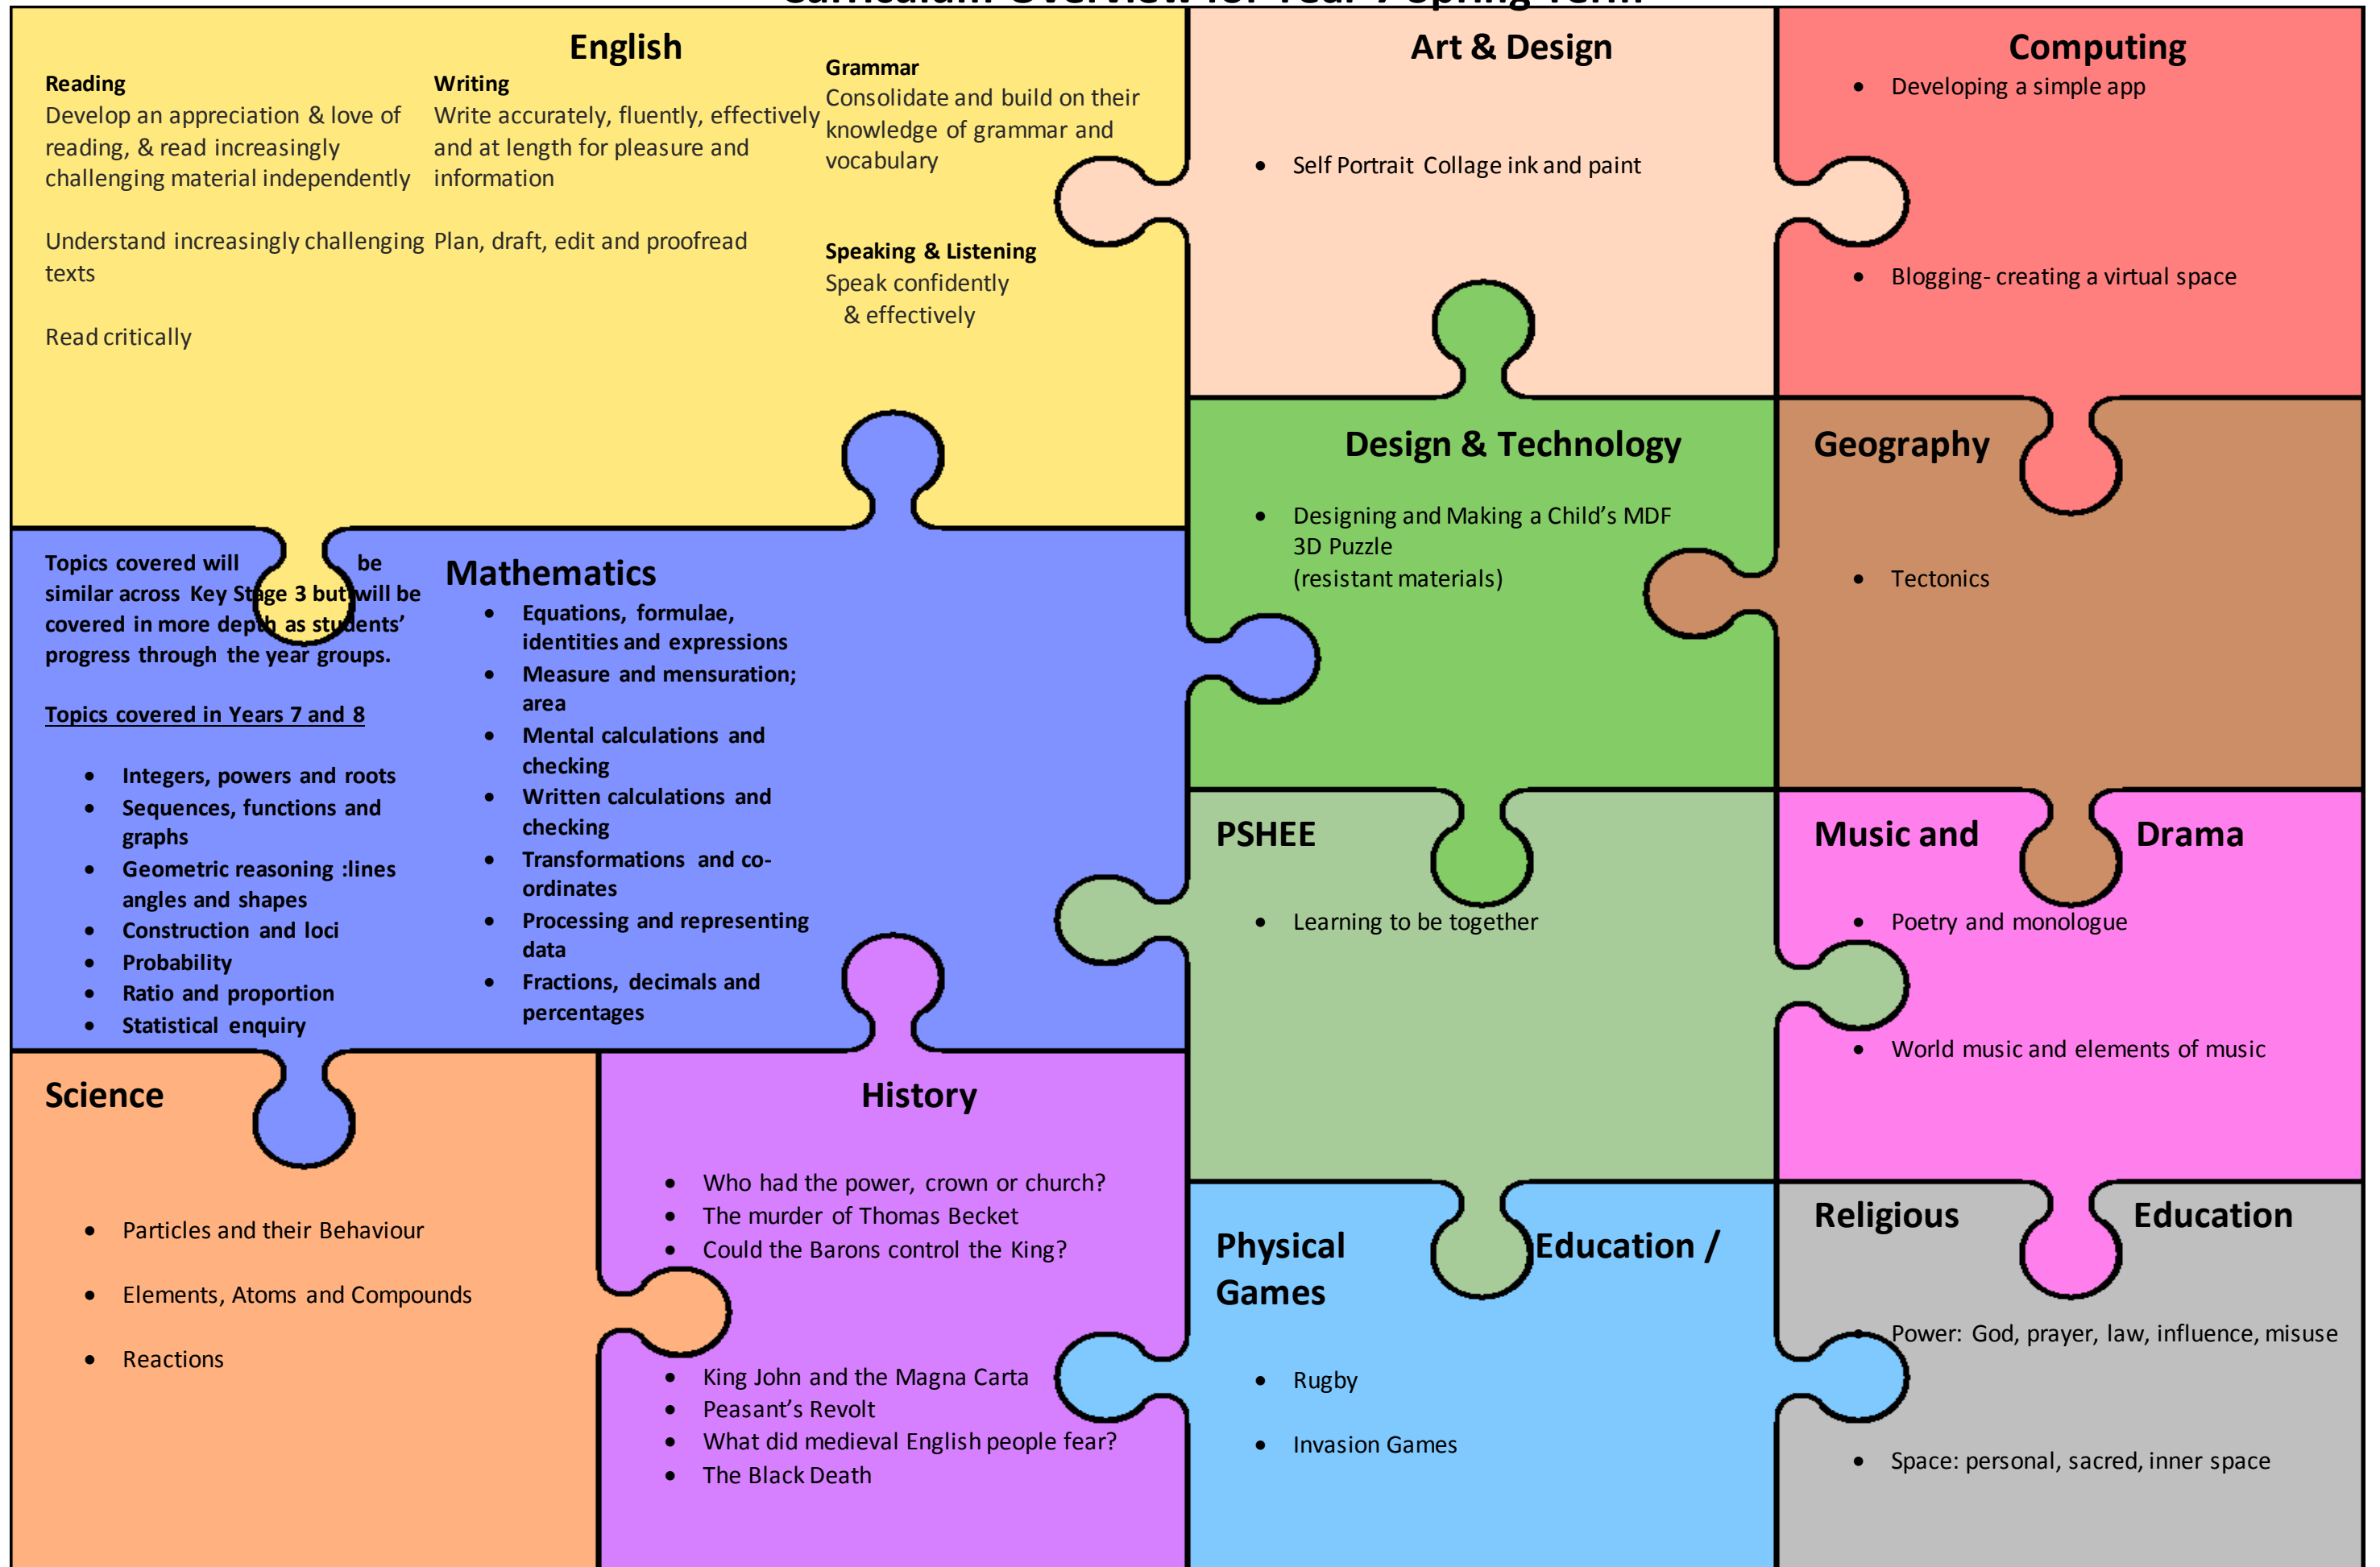 Curriculum Overview for Year 7 Spring Term
English
Reading
Develop an appreciation & love of
reading, & read increasingly
challenging material independently
Understand increasingly challenging
texts
Read critically
Writing
Write accurately, fluently, effectively
and at length for pleasure and
information
Plan, draft, edit and proofread
Grammar
Consolidate and build on their
knowledge of grammar and
vocabulary
Speaking & Listening
Speak confidently
& effectively
Art & Design
• Self Portrait Collage ink and paint
Computing
• Developing a simple app
• Blogging- creating a virtual space
Topics covered will be
similar across Key Stage 3 but will be
covered in more depth as students'
progress through the year groups.
Topics covered in Years 7 and 8
• Integers, powers and roots
• Sequences, functions and
graphs
• Geometric reasoning :lines
angles and shapes
• Construction and loci
• Probability
• Ratio and proportion
• Statistical enquiry
Mathematics
• Equations, formulae,
identities and expressions
• Measure and mensuration;
area
• Mental calculations and
checking
• Written calculations and
checking
• Transformations and co-
ordinates
• Processing and representing
data
• Fractions, decimals and
percentages
Design & Technology
• Designing and Making a Child's MDF
3D Puzzle
(resistant materials)
Geography
• Tectonics
PSHEE
• Learning to be together
Music and Drama
• Poetry and monologue
• World music and elements of music
Science
• Particles and their Behaviour
• Elements, Atoms and Compounds
• Reactions
History
• Who had the power, crown or church?
• The murder of Thomas Becket
• Could the Barons control the King?
• King John and the Magna Carta
• Peasant's Revolt
• What did medieval English people fear?
• The Black Death
Physical Education /
Games
• Rugby
• Invasion Games
Religious Education
• Power: God, prayer, law, influence, misuse
• Space: personal, sacred, inner space